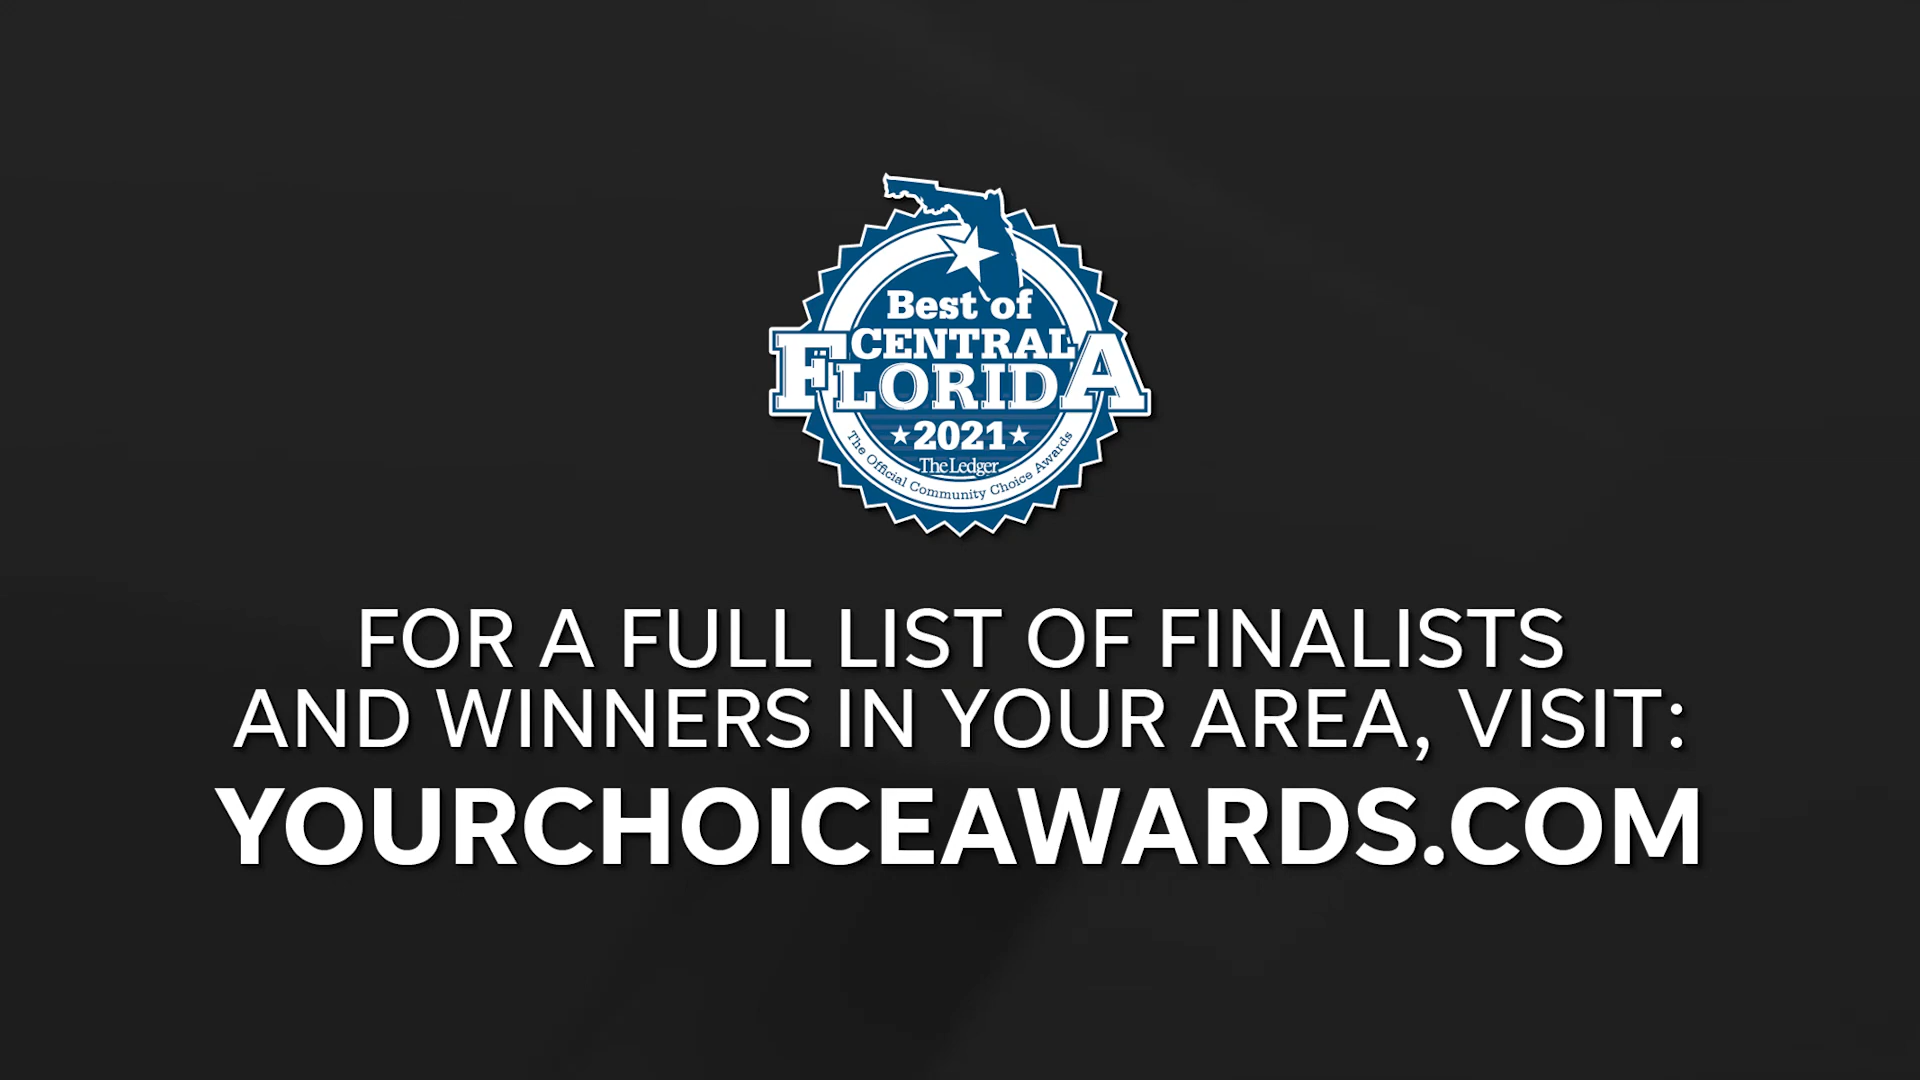 Best of
CENTRAL
FLORIDA
★2021★
The Ledger
The Official Community Choice Awards
FOR A FULL LIST OF FINALISTS
AND WINNERS IN YOUR AREA, VISIT:
YOURCHOICEAWARDS.COM